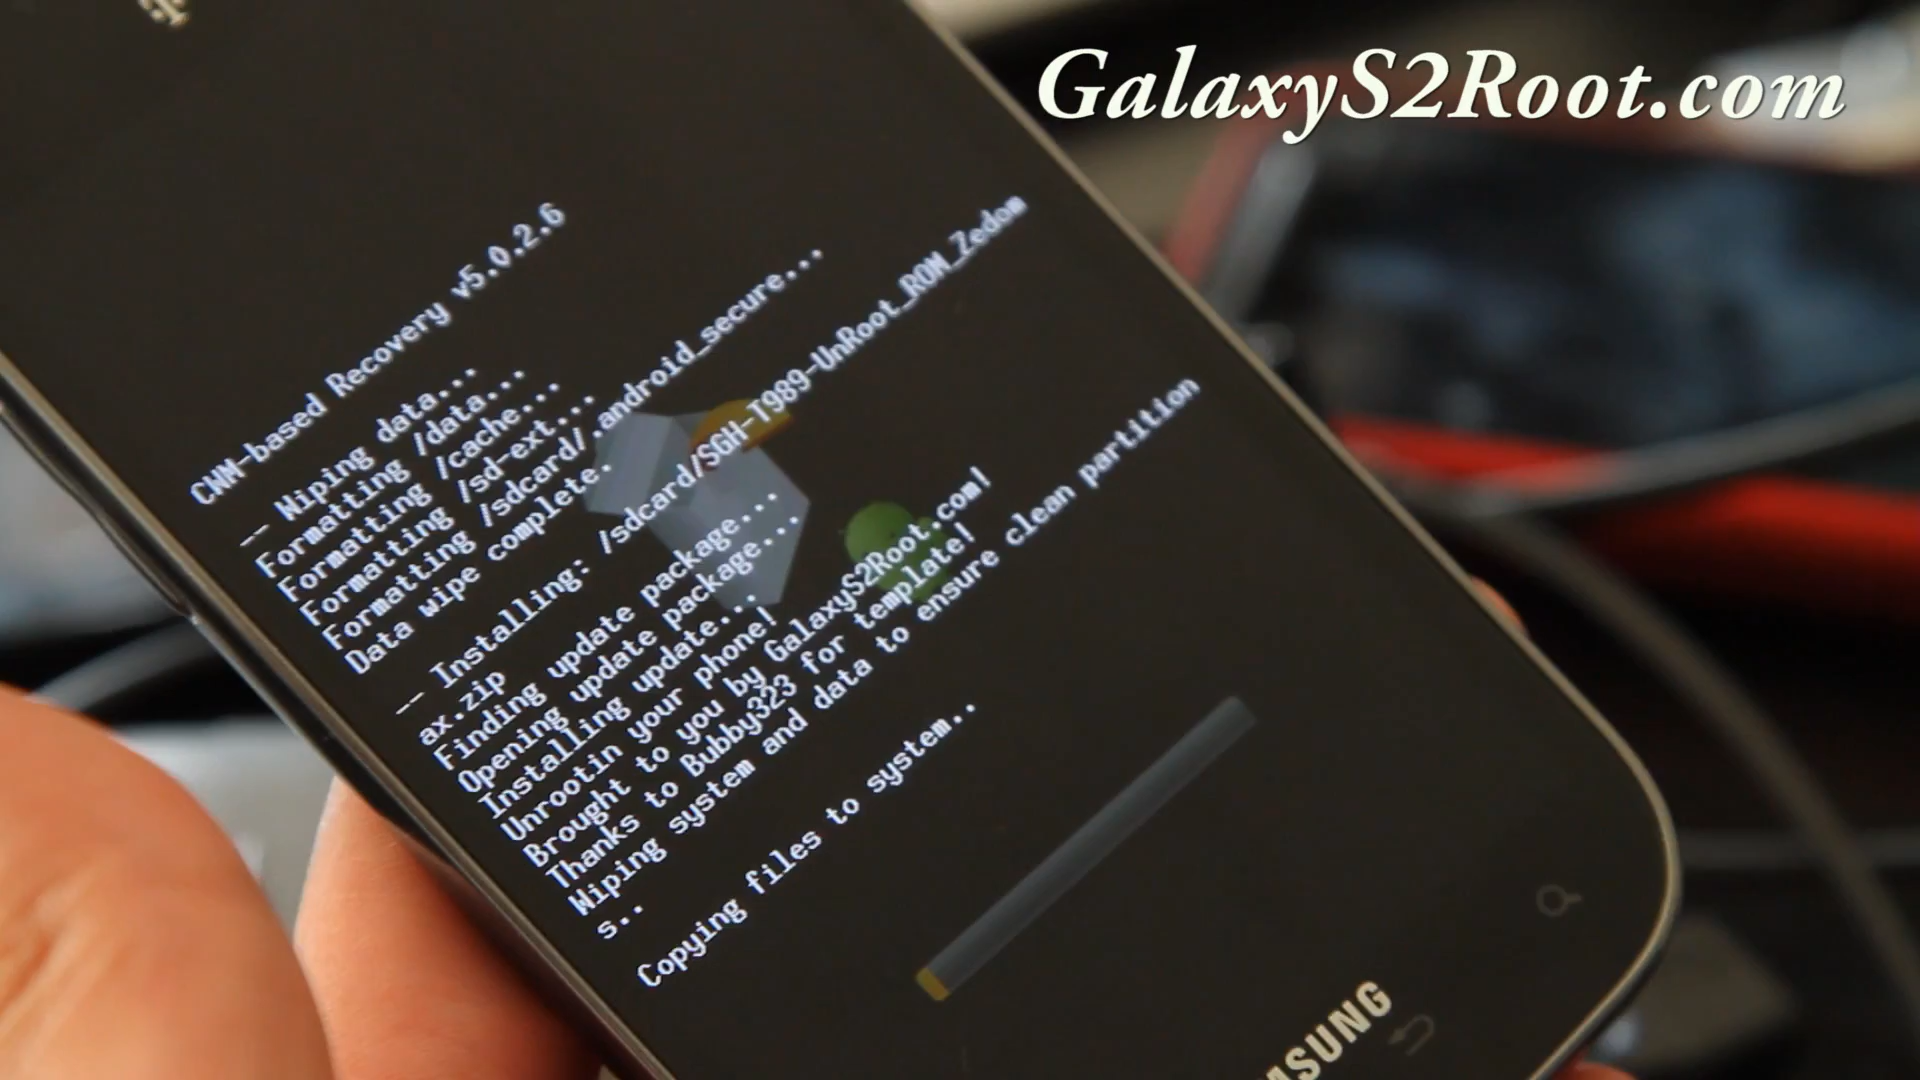 GalaxyS2Root.com
CWM-based Recovery v5.0.2.6
-- Wiping data...
Formatting /data...
Formatting /cache...
Formatting /sd-ext...
Formatting /sdcard/.android_secure...
Data wipe complete.
-- Installing: /sdcard/SGH-T989-UnRoot_ROM_Zedom
ax.zip
Finding update package...
Opening update package...
Installing update...
Unrootin your phone!
Brought to you by GalaxyS2Root.com!
Thanks to Bubby323 for template!
Wiping system and data to ensure clean partition
s..
Copying files to system..
SAMSUNG